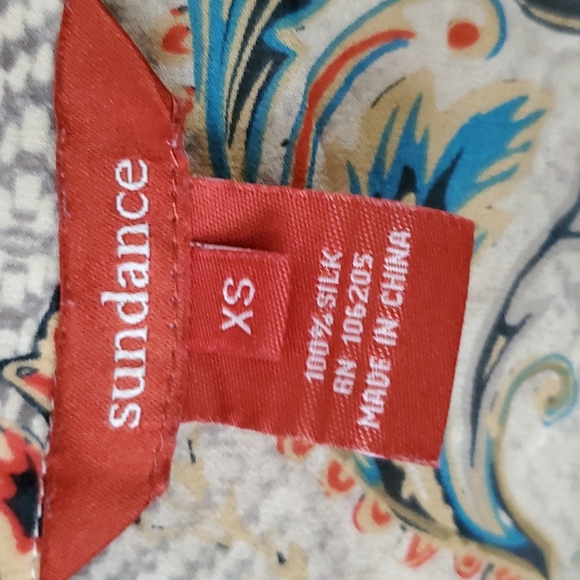 sundance
XS
100% SILK
RN 106205
MADE IN CHINA